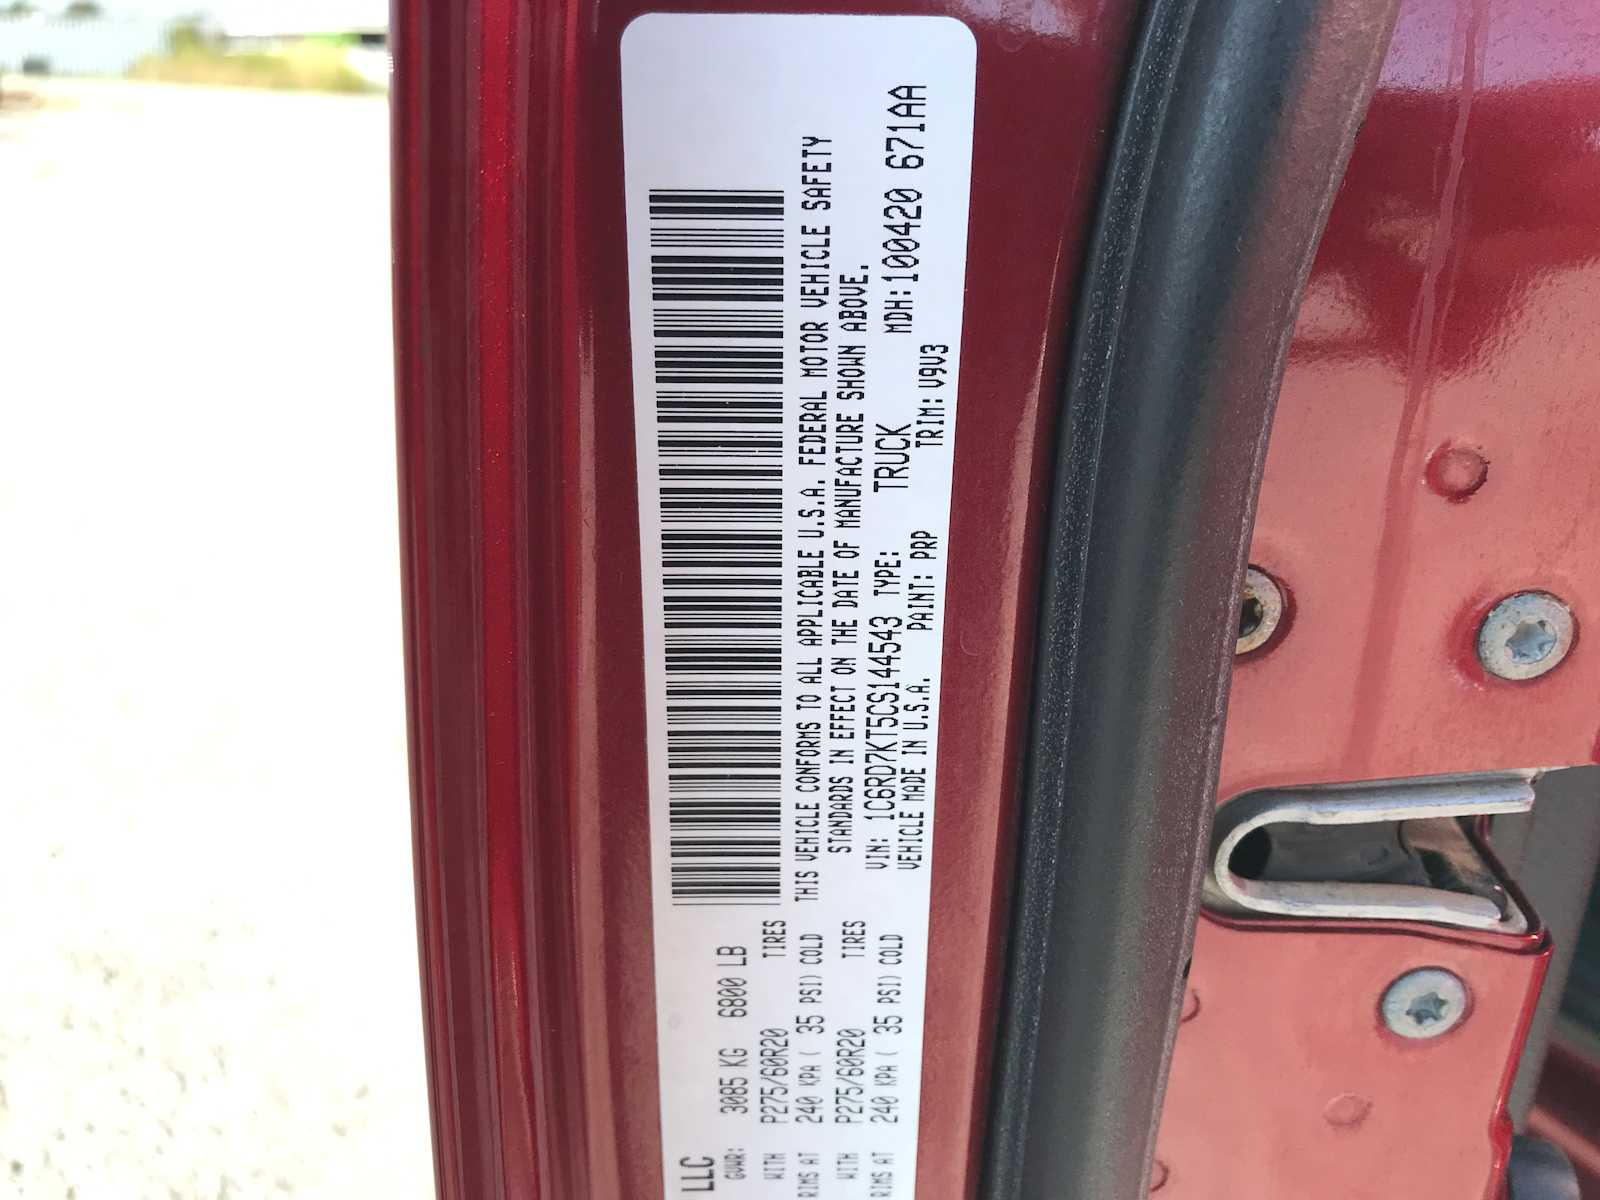 LLC
GVWR: 3085 KG 6800 LB
WITH P275/60R20 TIRES
RIMS AT 240 KPA ( 35 PSI) COLD
WITH P275/60R20 TIRES
RIMS AT 240 KPA ( 35 PSI) COLD
THIS VEHICLE CONFORMS TO ALL APPLICABLE U.S.A. FEDERAL MOTOR VEHICLE SAFETY
STANDARDS IN EFFECT ON THE DATE OF MANUFACTURE SHOWN ABOVE.
VIN: 1C6RD7KT5CS144543 TYPE: TRUCK MDH:100420 671AA
VEHICLE MADE IN U.S.A. PAINT: PRP TRIM: V9V3